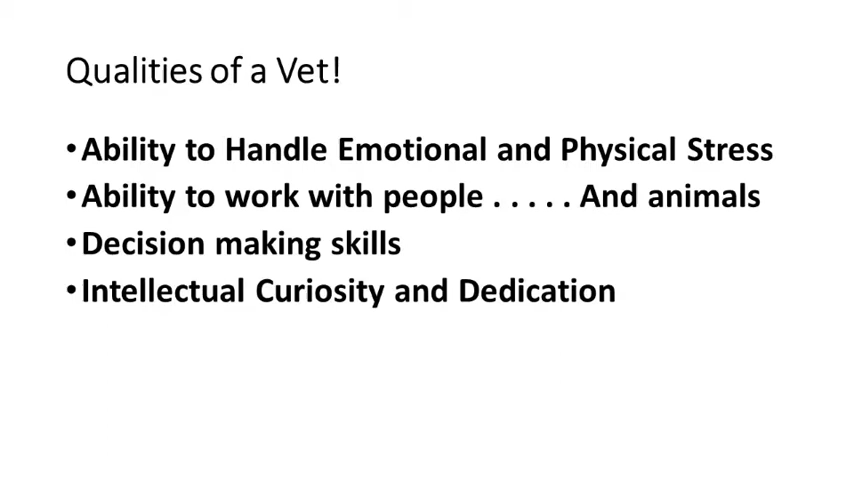 Qualities of a Vet!
•Ability to Handle Emotional and Physical Stress
•Ability to work with people . . . . . And animals
•Decision making skills
•Intellectual Curiosity and Dedication